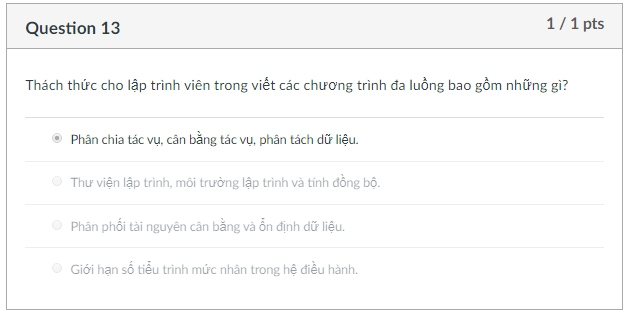 Question 13
1 / 1 pts
Thách thức cho lập trình viên trong viết các chương trình đa luồng bao gồm những gì?
Phân chia tác vụ, cân bằng tác vụ, phân tách dữ liệu.
Thư viện lập trình, môi trường lập trình và tính đồng bộ.
Phân phối tài nguyên cân bằng và ổn định dữ liệu.
Giới hạn số tiểu trình mức nhân trong hệ điều hành.